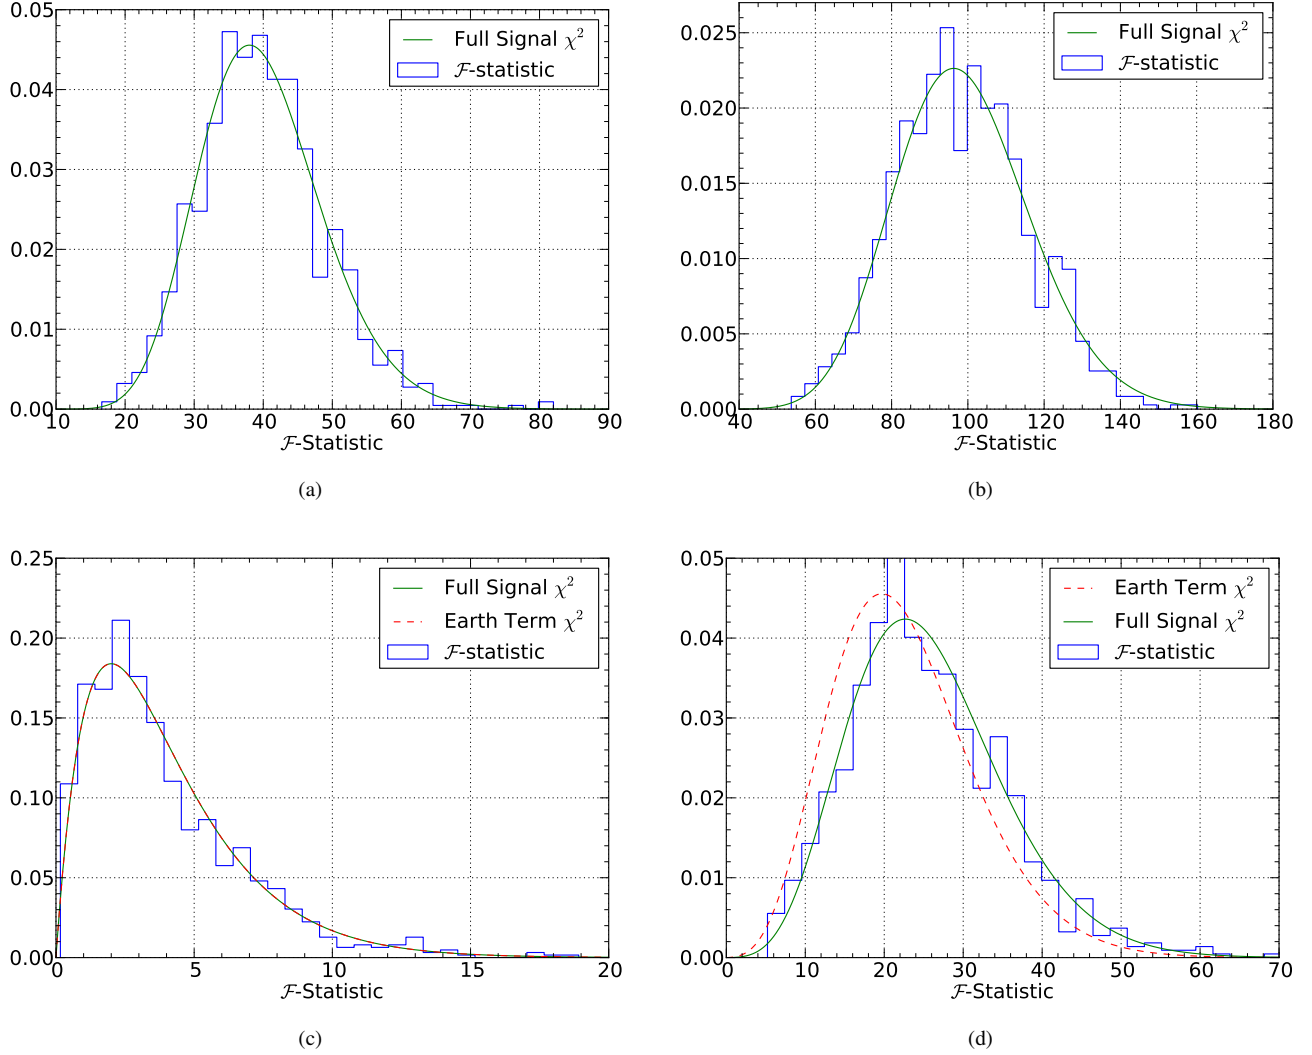 0.05
0.04
0.03
0.02
0.01
0.00
10 20 30 40 50 60 70 80 90
Full Signal χ²
ℱ-statistic
ℱ-Statistic
(a)
0.025
0.020
0.015
0.010
0.005
0.000
40 60 80 100 120 140 160 180
Full Signal χ²
ℱ-statistic
ℱ-Statistic
(b)
0.25
0.20
0.15
0.10
0.05
0.00
0 5 10 15 20
Full Signal χ²
Earth Term χ²
ℱ-statistic
ℱ-Statistic
(c)
0.05
0.04
0.03
0.02
0.01
0.00
0 10 20 30 40 50 60 70
Earth Term χ²
Full Signal χ²
ℱ-statistic
ℱ-Statistic
(d)